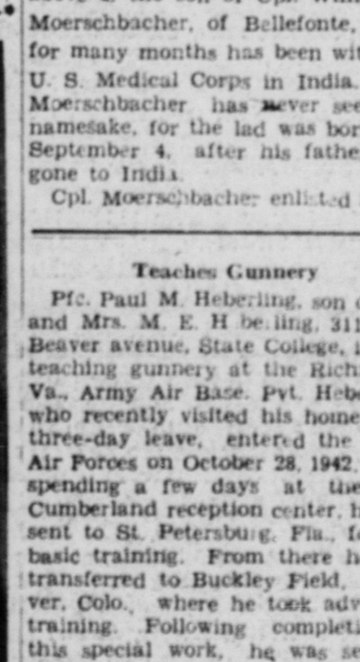 Moerschbacher, of Bellefonte,
for many months has been wit
U. S. Medical Corps in India.
Moerschbacher has never see
namesake, for the lad was bor
September 4, after his fathe
gone to India
Cpl. Moerschbacher enlisted
Teaches Gunnery
Pfc. Paul M. Heberling, son
and Mrs. M. E. H be ling, 311
Beaver avenue, State College, i
teaching gunnery at the Rich
Va., Army Air Base. Pvt. Hebe
who recently visited his home
three-day leave, entered the
Air Forces on October 28, 1942.
spending a few days at the
Cumberland reception center, h
sent to St. Petersburg, Fla., f
basic training. From there h
transferred to Buckley Field,
ver, Colo., where he took adv
training. Following completi
this special work, he was se